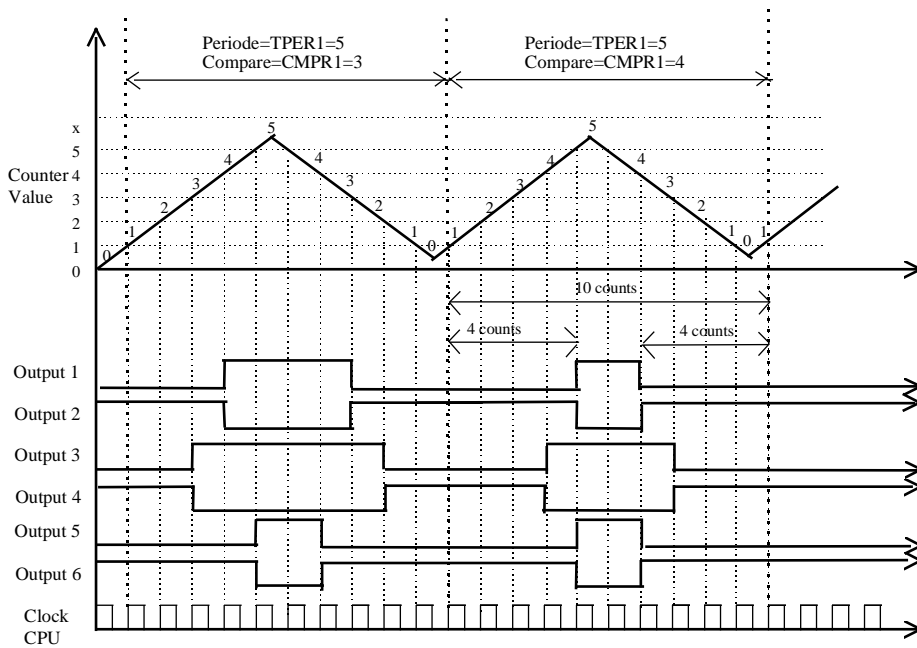 Periode=TPER1=5
Compare=CMPR1=3
Periode=TPER1=5
Compare=CMPR1=4
x
5
4
3
2
1
0
Counter
Value
0
1
2
3
4
5
4
3
2
1
0
1
2
3
4
5
4
3
2
1
0
1
10 counts
4 counts
4 counts
Output 1
Output 2
Output 3
Output 4
Output 5
Output 6
Clock
CPU